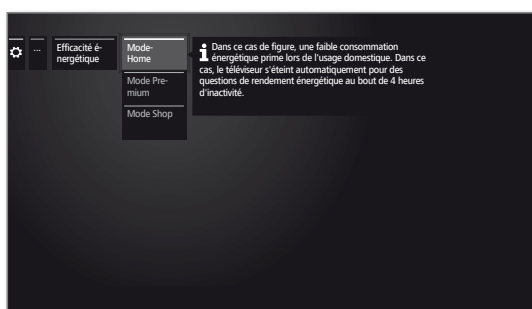 ...
Efficacité é-
nergétique
Mode-
Home
Mode Pre-
mium
Mode Shop
i Dans ce cas de figure, une faible consommation
énergétique prime lors de l'usage domestique. Dans ce
cas, le téléviseur s'éteint automatiquement pour des
questions de rendement énergétique au bout de 4 heures
d'inactivité.